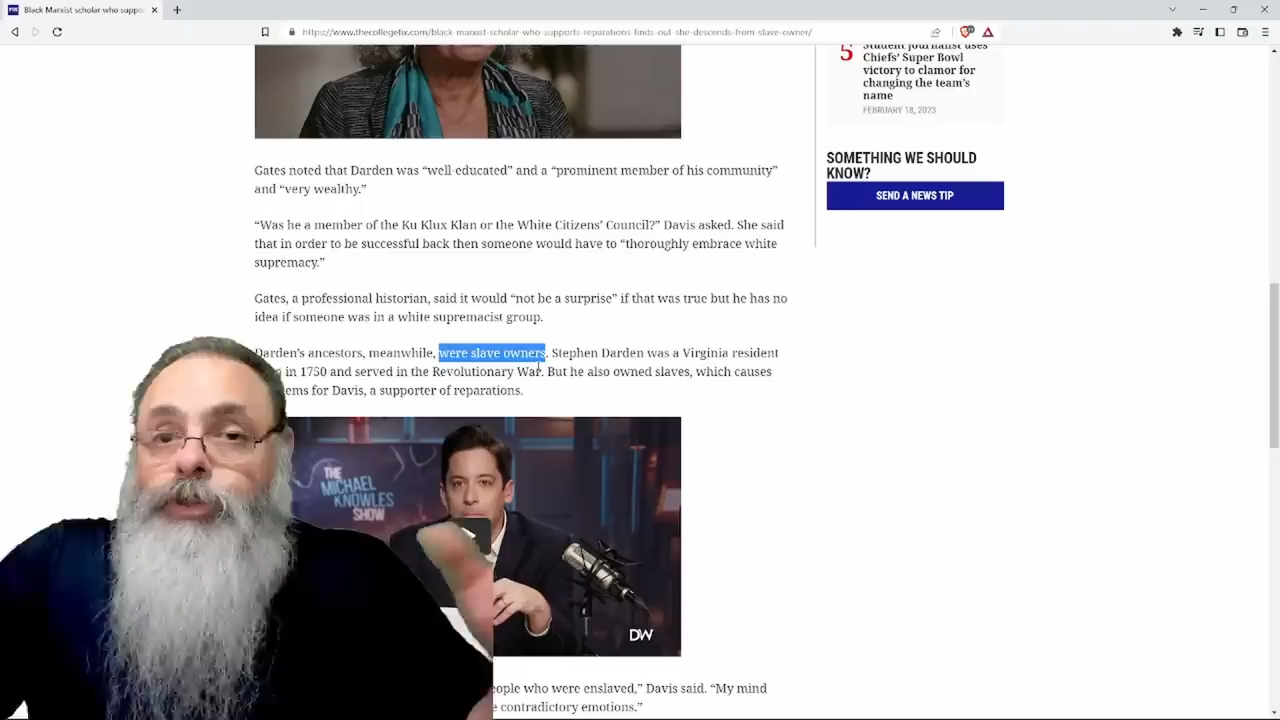 Black Marxist scholar who suppo
https://www.thecollegefix.com/black-marxist-scholar-who-supports-reparations-finds-out-she-descends-from-slave-owner/
5 Student journalist uses
Chiefs' Super Bowl
victory to clamor for
changing the team's
name
FEBRUARY 18, 2023
SOMETHING WE SHOULD
KNOW?
SEND A NEWS TIP
Gates noted that Darden was “well-educated” and a “prominent member of his community”
and “very wealthy.”
“Was he a member of the Ku Klux Klan or the White Citizens’ Council?” Davis asked. She said
that in order to be successful back then someone would have to “thoroughly embrace white
supremacy.”
Gates, a professional historian, said it would “not be a surprise” if that was true but he has no
idea if someone was in a white supremacist group.
Darden’s ancestors, meanwhile, were slave owners. Stephen Darden was a Virginia resident
in 1750 and served in the Revolutionary War. But he also owned slaves, which causes
ems for Davis, a supporter of reparations.
THE
MICHAEL
KNOWLES
SHOW
DW
eople who were enslaved,” Davis said. “My mind
e contradictory emotions.”